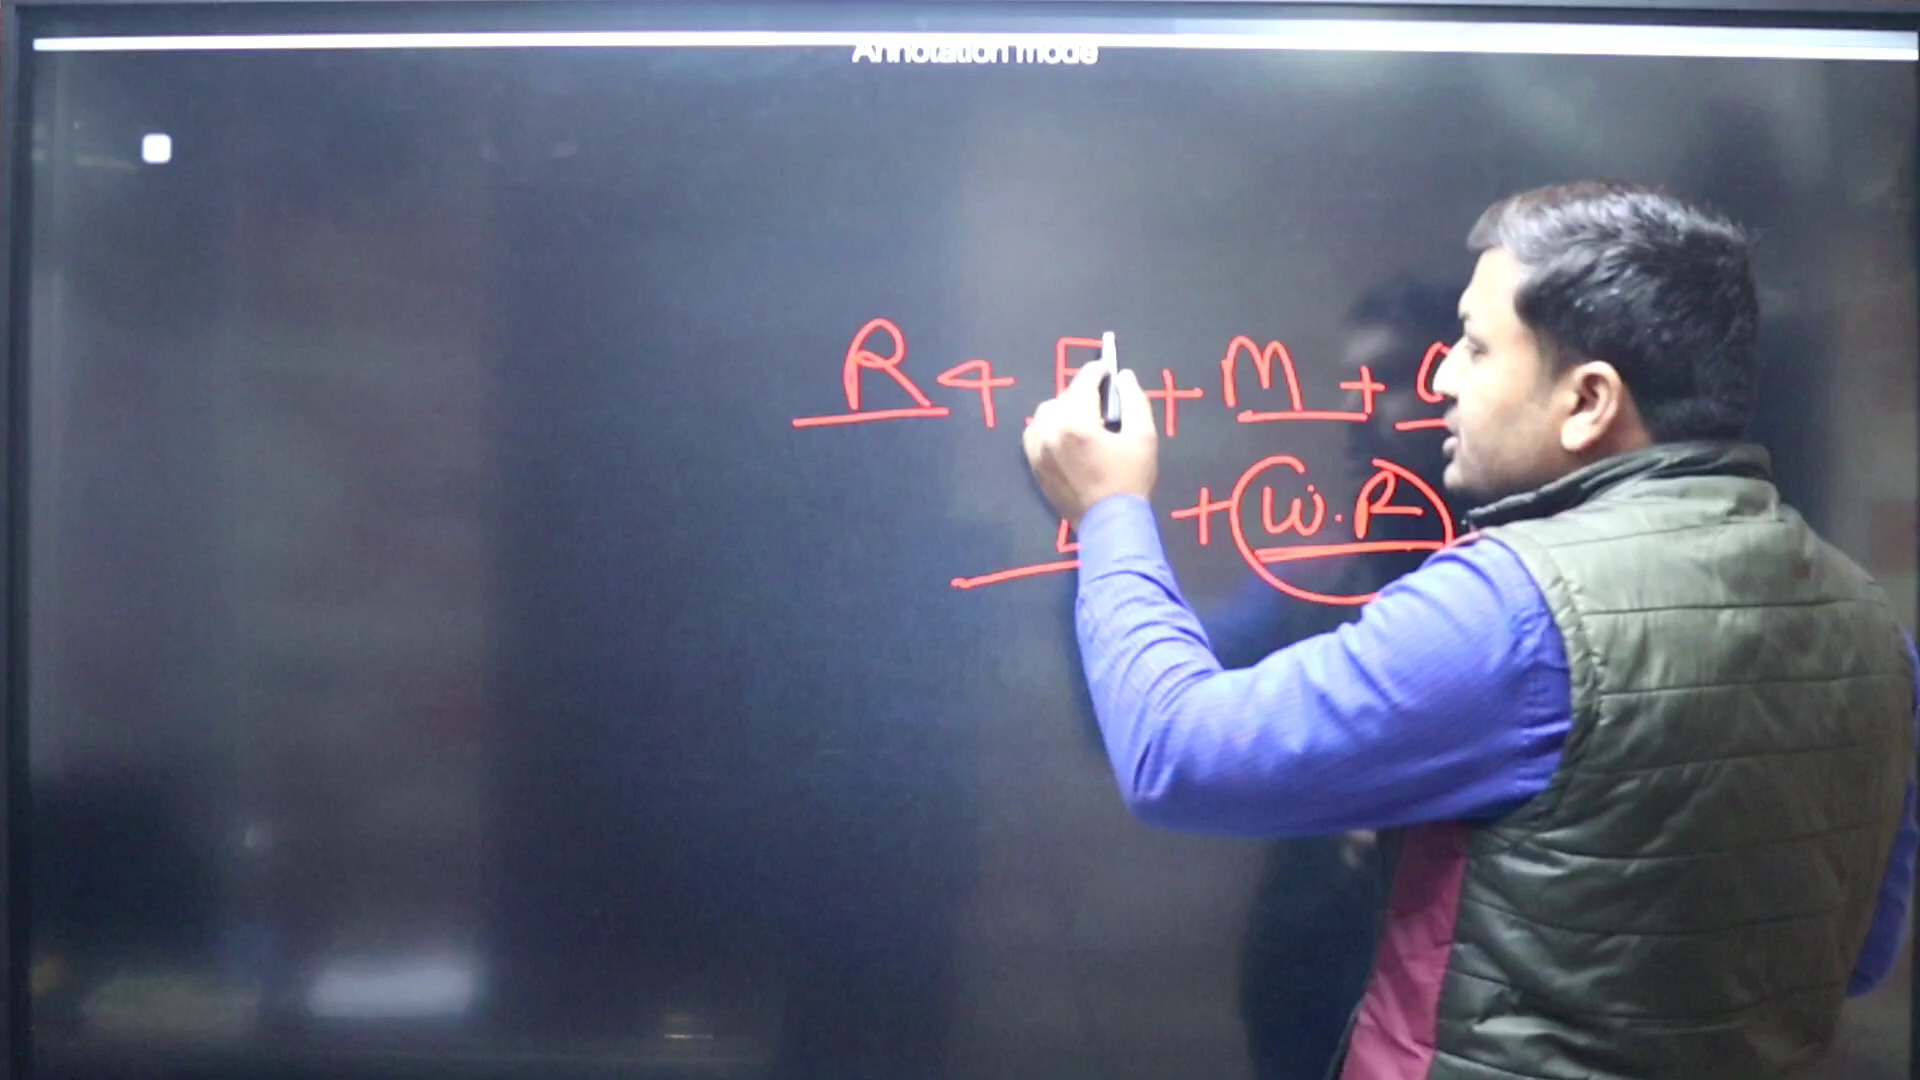 Annotation mode
R + E + M +
+ W.R